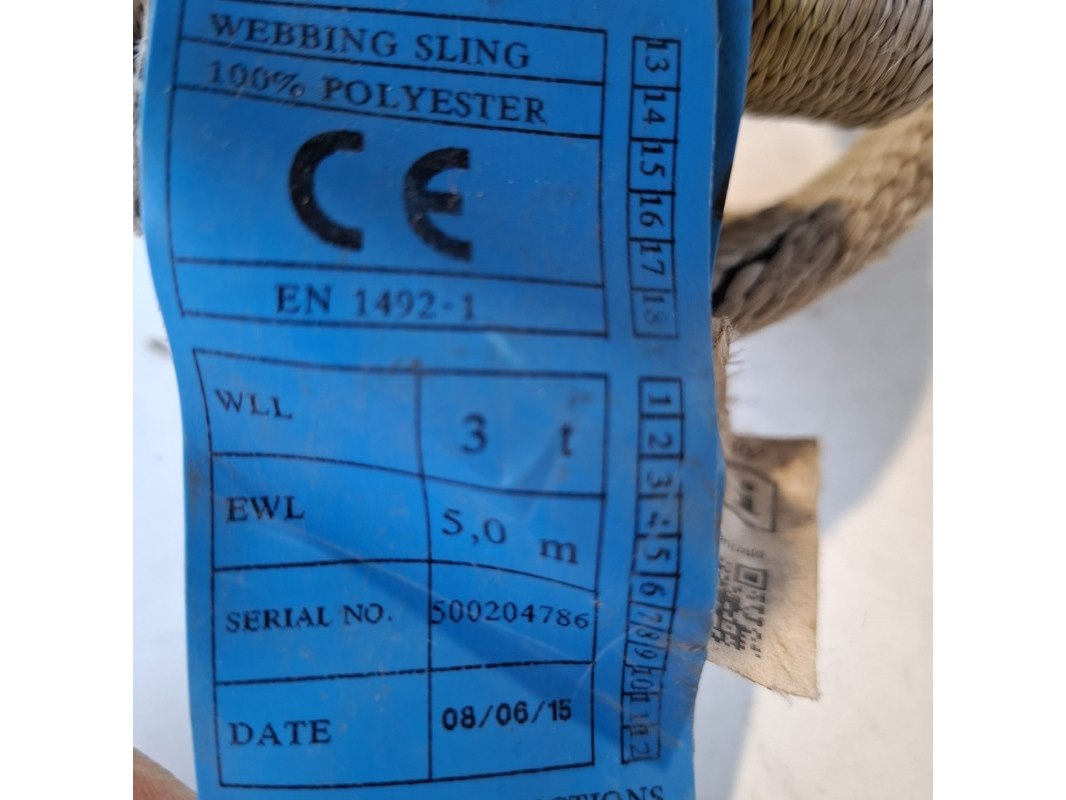 WEBBING SLING
100% POLYESTER
CE
EN 1492-1
WLL 3 t
EWL 5,0 m
SERIAL NO. 500204786
DATE 08/06/15
13 14 15 16 17 18
1 2 3 4 5 6 7 8 9 10 11 12